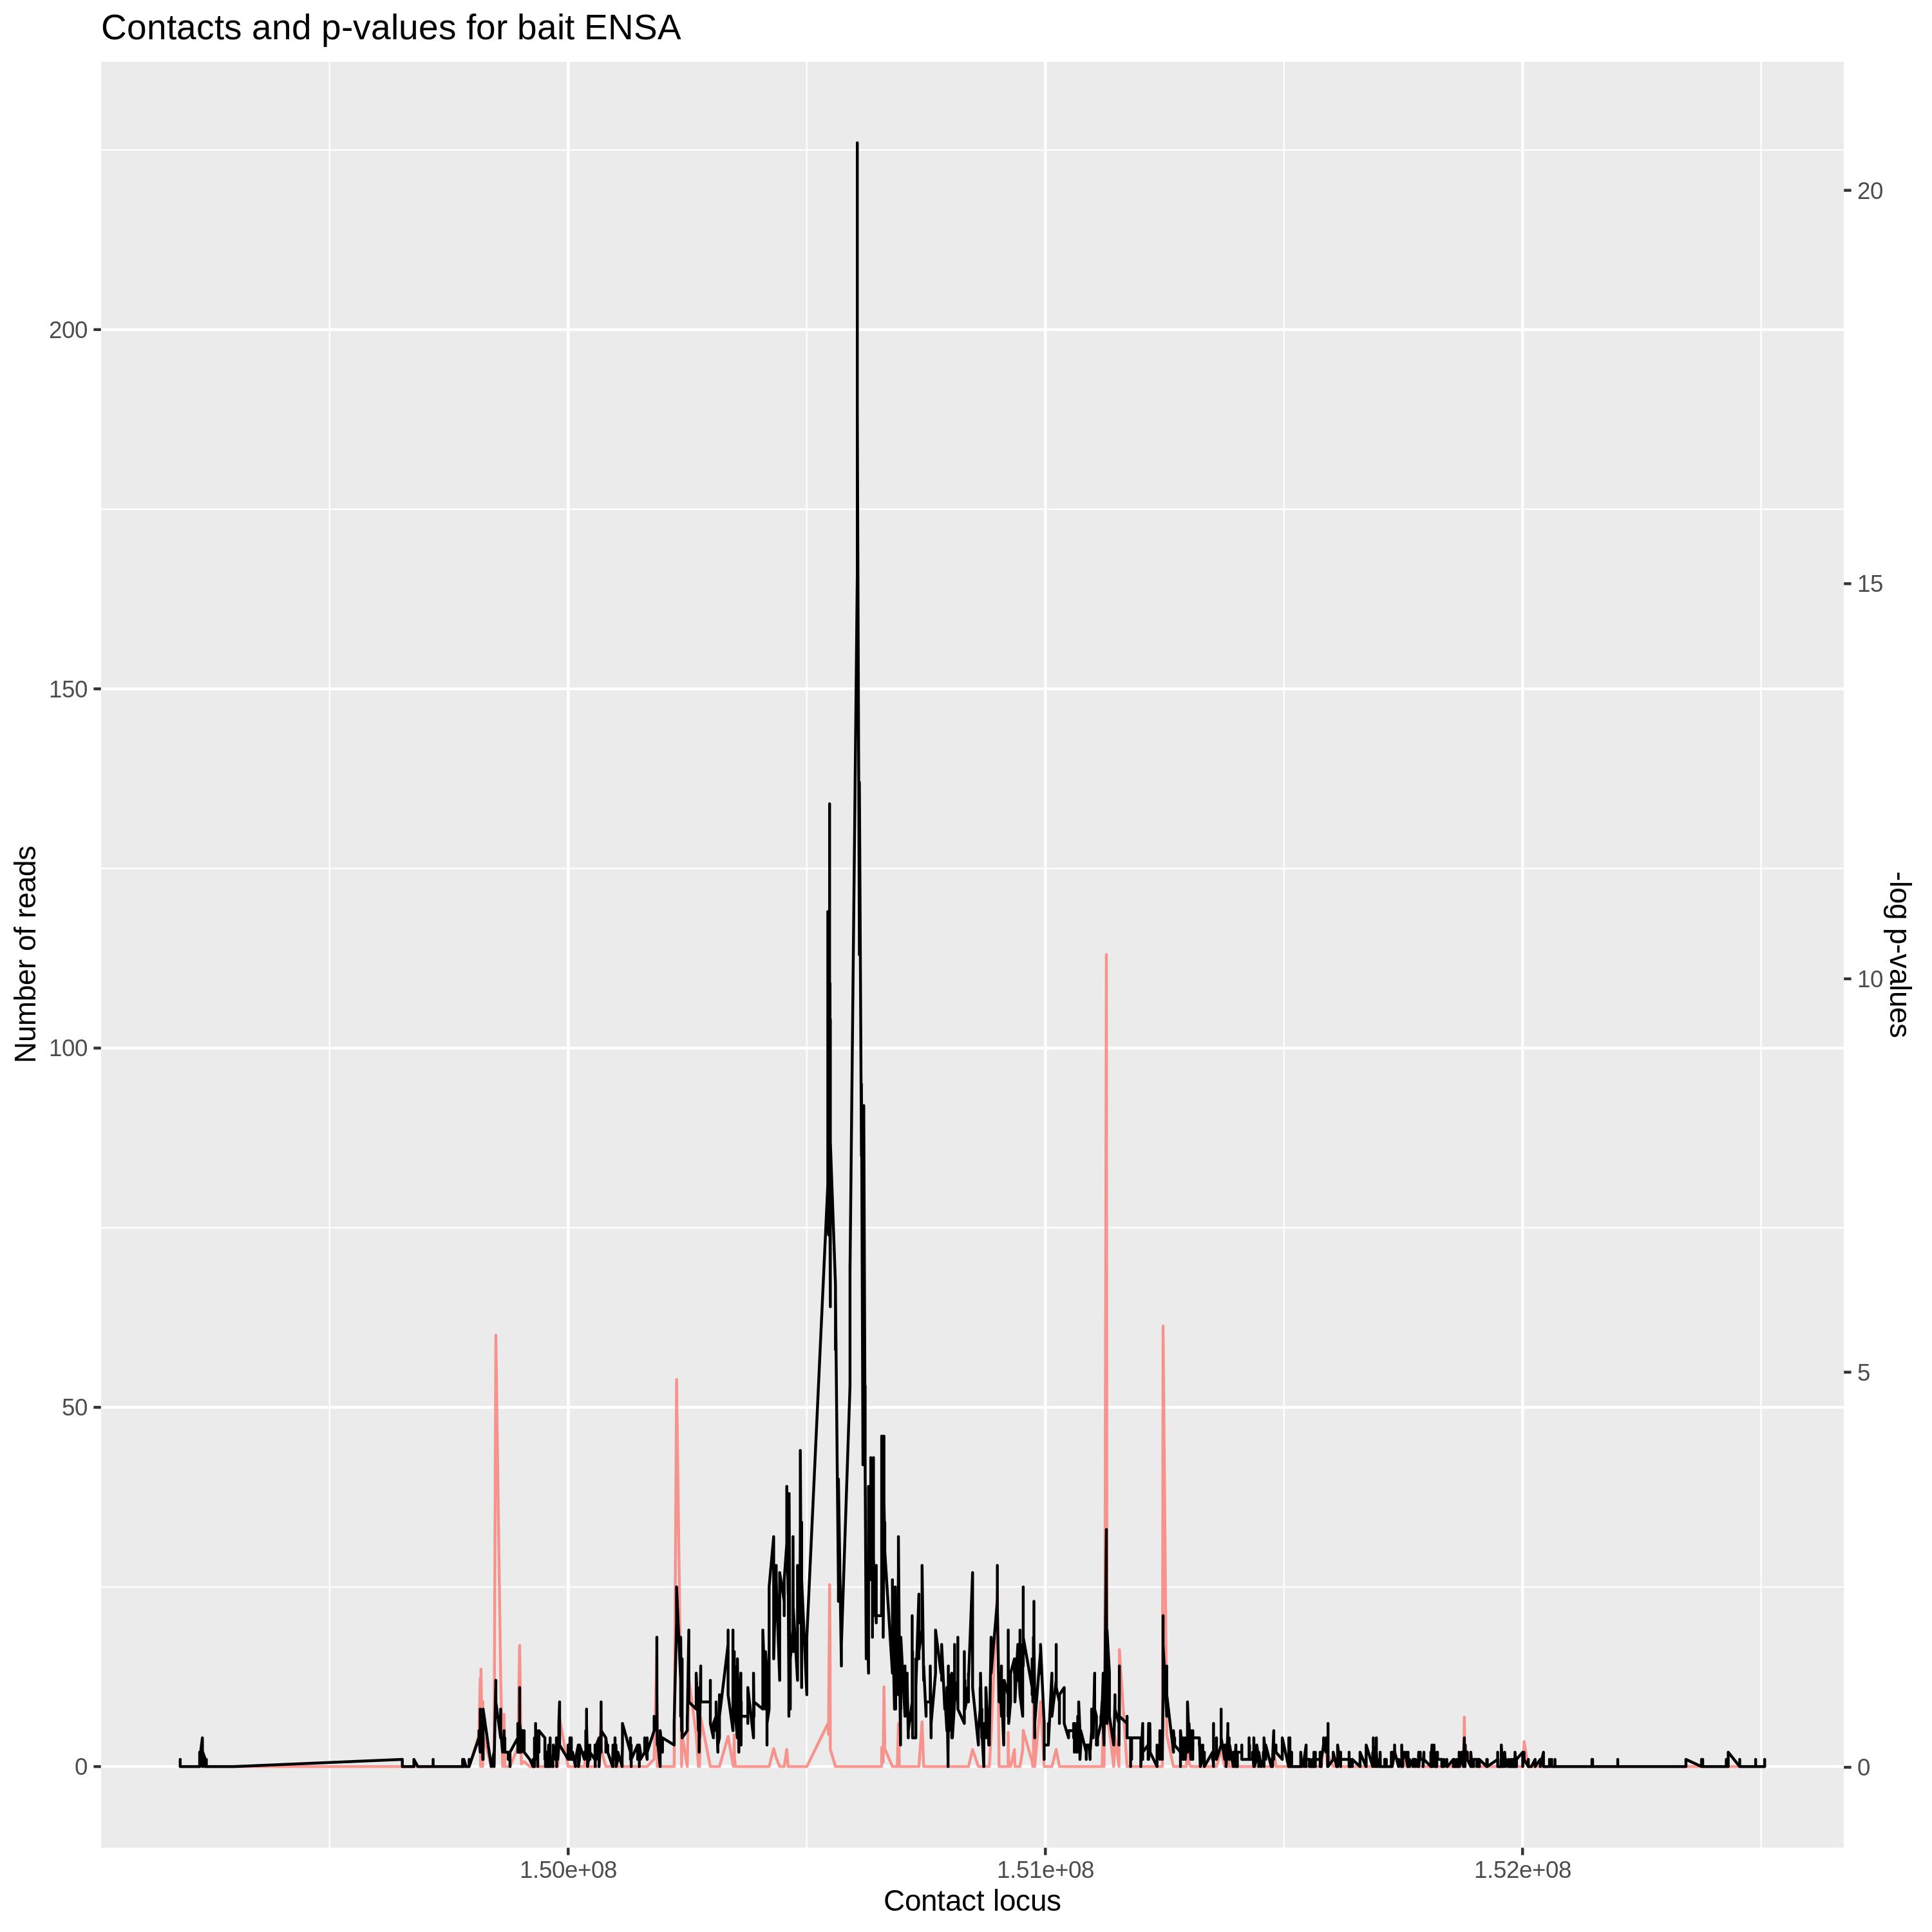 Contacts and p-values for bait ENSA
Number of reads
200
150
100
50
0
20
15
10
5
0
-log p-values
1.50e+08 1.51e+08 1.52e+08
Contact locus